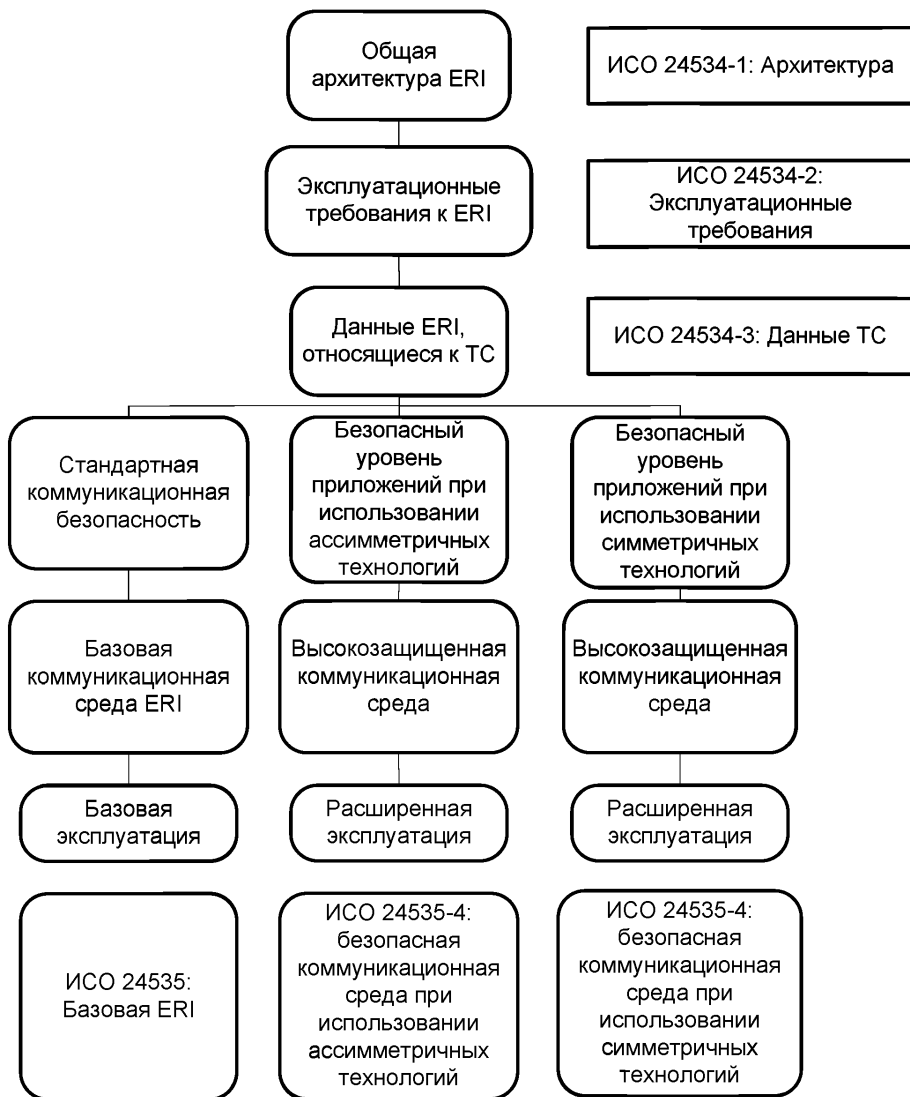 Общая
архитектура ERI
ИСО 24534-1: Архитектура
Эксплуатационные
требования к ERI
ИСО 24534-2:
Эксплуатационные
требования
Данные ERI,
относящиеся к ТС
ИСО 24534-3: Данные ТС
Стандартная
коммуникационная
безопасность
Безопасный
уровень
приложений при
использовании
ассимметричных
технологий
Безопасный
уровень
приложений при
использовании
симметричных
технологий
Базовая
коммуникационная
среда ERI
Высокозащищенная
коммуникационная
среда
Высокозащищенная
коммуникационная
среда
Базовая
эксплуатация
Расширенная
эксплуатация
Расширенная
эксплуатация
ИСО 24535:
Базовая ERI
ИСО 24535-4:
безопасная
коммуникационная
среда при
использовании
ассимметричных
технологий
ИСО 24535-4:
безопасная
коммуникационная
среда при
использовании
симметричных
технологий